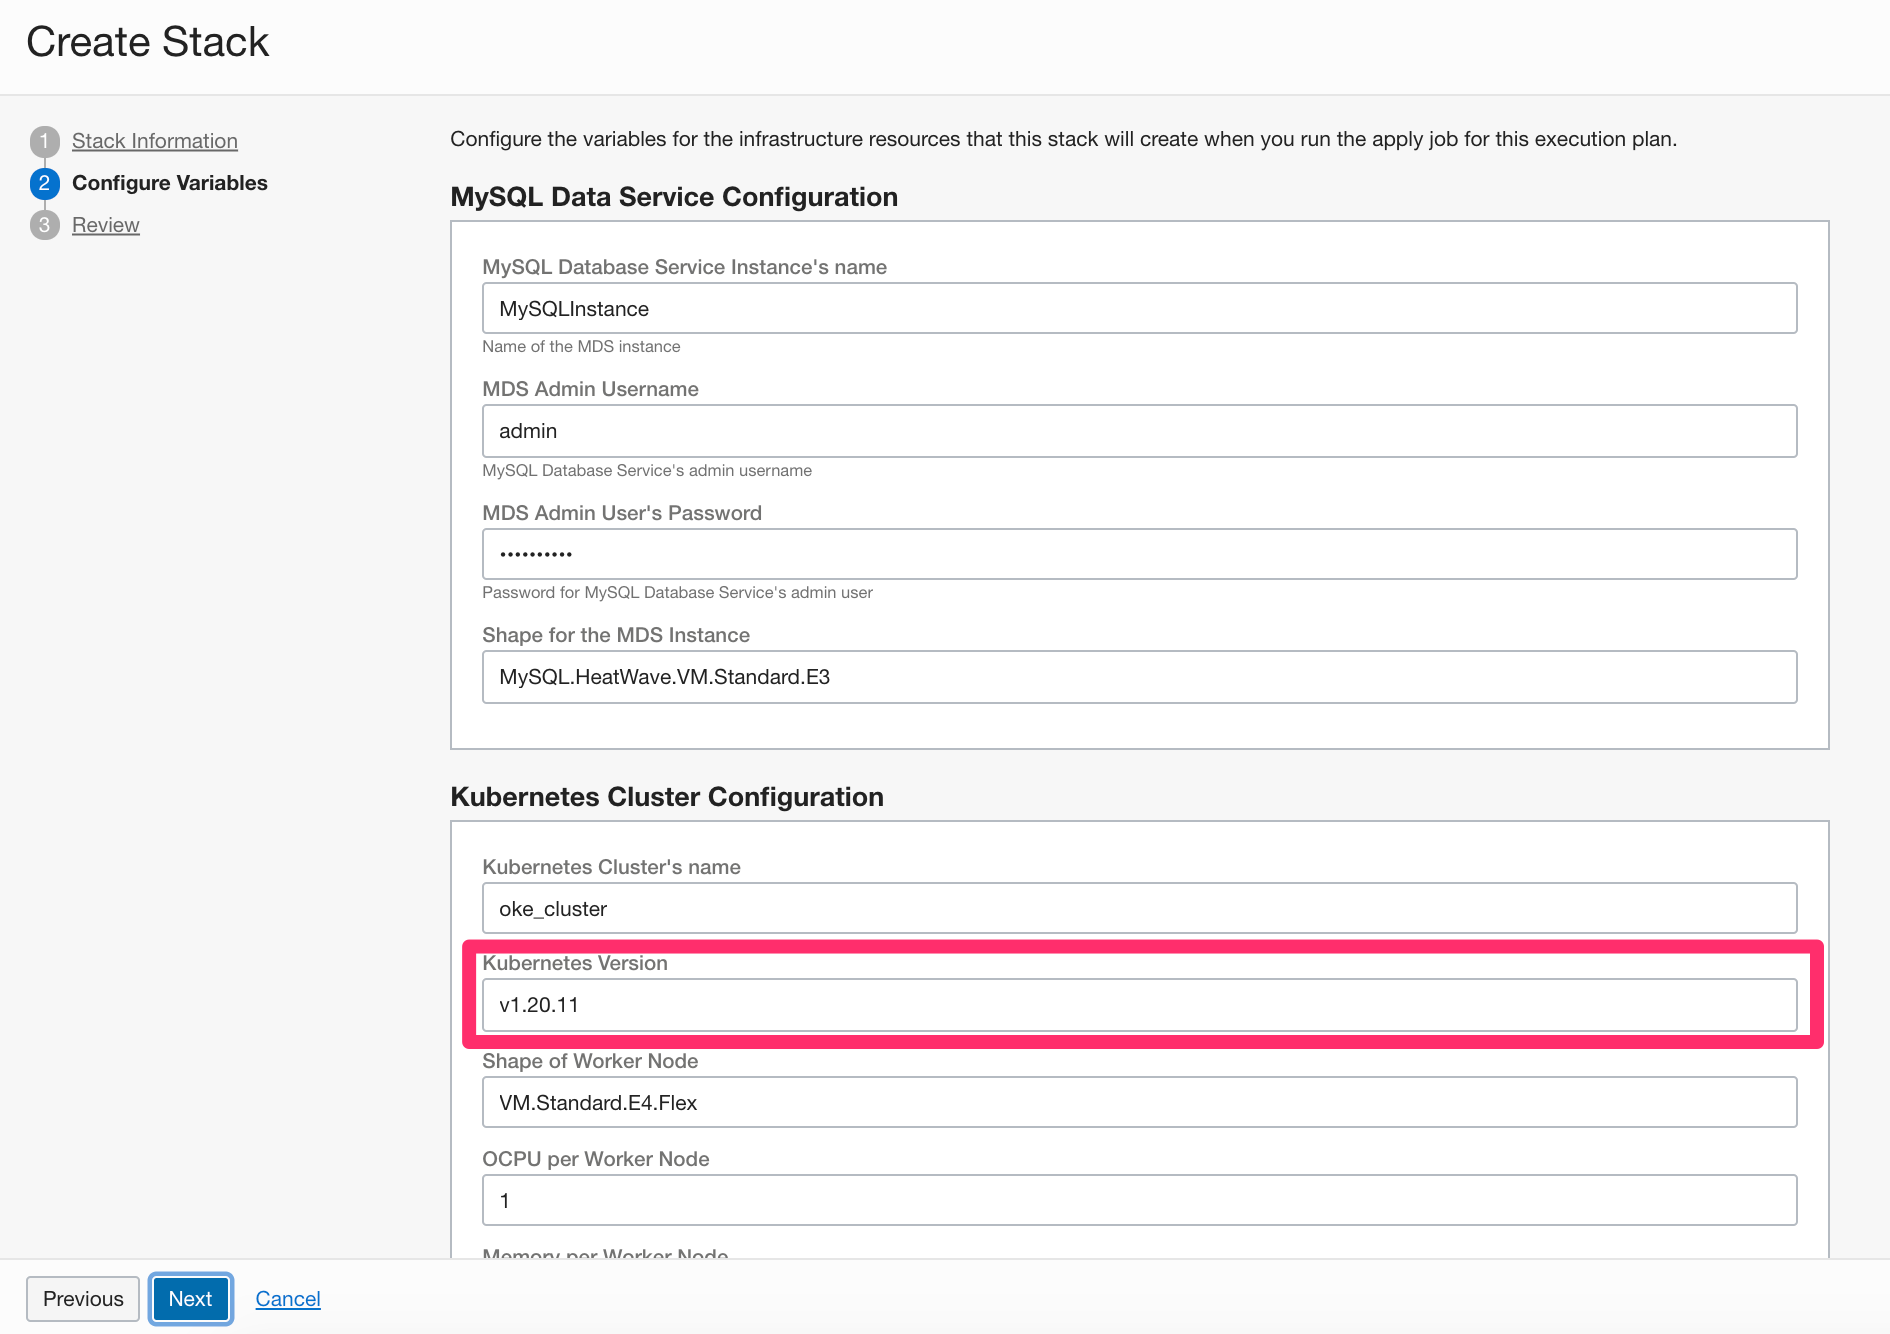 Create Stack
1 Stack Information
2 Configure Variables
3 Review
Configure the variables for the infrastructure resources that this stack will create when you run the apply job for this execution plan.
MySQL Data Service Configuration
MySQL Database Service Instance's name
MySQLInstance
Name of the MDS instance
MDS Admin Username
admin
MySQL Database Service's admin username
MDS Admin User's Password
••••••••••
Password for MySQL Database Service's admin user
Shape for the MDS Instance
MySQL.HeatWave.VM.Standard.E3
Kubernetes Cluster Configuration
Kubernetes Cluster's name
oke_cluster
Kubernetes Version
v1.20.11
Shape of Worker Node
VM.Standard.E4.Flex
OCPU per Worker Node
1
Memory per Worker Node
Previous Next Cancel